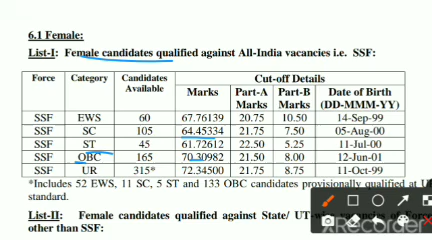 6.1 Female:
List-I: Female candidates qualified against All-India vacancies i.e. SSF:
Force Category Candidates Available Cut-off Details
Marks Part-A Marks Part-B Marks Date of Birth (DD-MMM-YY)
SSF EWS 60 67.76139 20.75 10.50 14-Sep-99
SSF SC 105 64.45334 21.75 7.50 05-Aug-00
SSF ST 45 61.72612 22.50 5.25 11-Jul-00
SSF OBC 165 70.30982 21.50 8.00 12-Jun-01
SSF UR 315* 72.34500 21.75 8.75 11-Oct-99
*Includes 52 EWS, 11 SC, 5 ST and 133 OBC candidates provisionally qualified at
standard.
List-II: Female candidates qualified against State/ UT-
other than SSF: